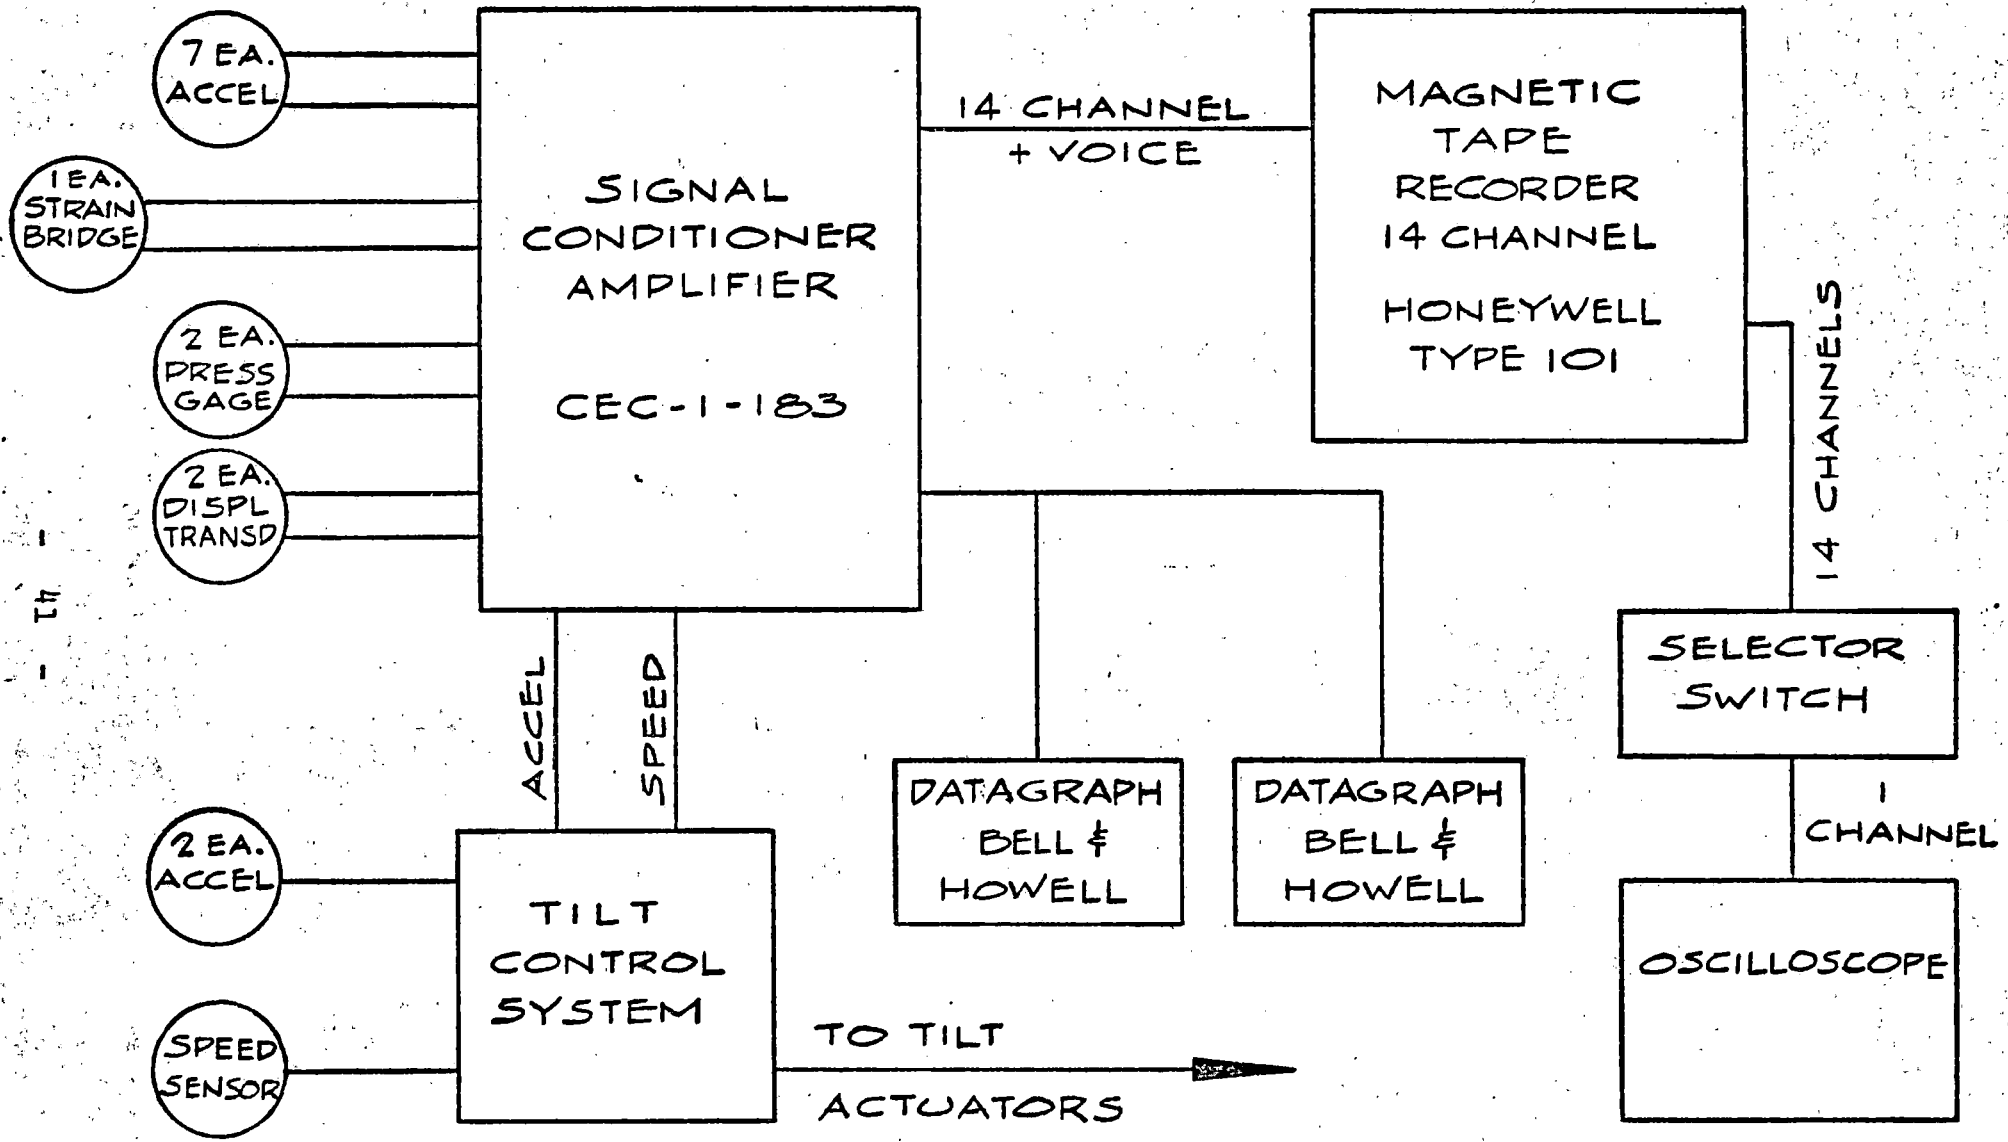 7 EA.
ACCEL
1 EA.
STRAIN
BRIDGE
2 EA.
PRESS
GAGE
2 EA.
DISPL
TRANSD
SIGNAL
CONDITIONER
AMPLIFIER
CEC-1-183
14 CHANNEL
+ VOICE
MAGNETIC
TAPE
RECORDER
14 CHANNEL
HONEYWELL
TYPE 101
14 CHANNELS
SELECTOR
SWITCH
1
CHANNEL
OSCILLOSCOPE
DATAGRAPH
BELL &
HOWELL
DATAGRAPH
BELL &
HOWELL
ACCEL
SPEED
2 EA.
ACCEL
SPEED
SENSOR
TILT
CONTROL
SYSTEM
TO TILT
ACTUATORS
- 41 -